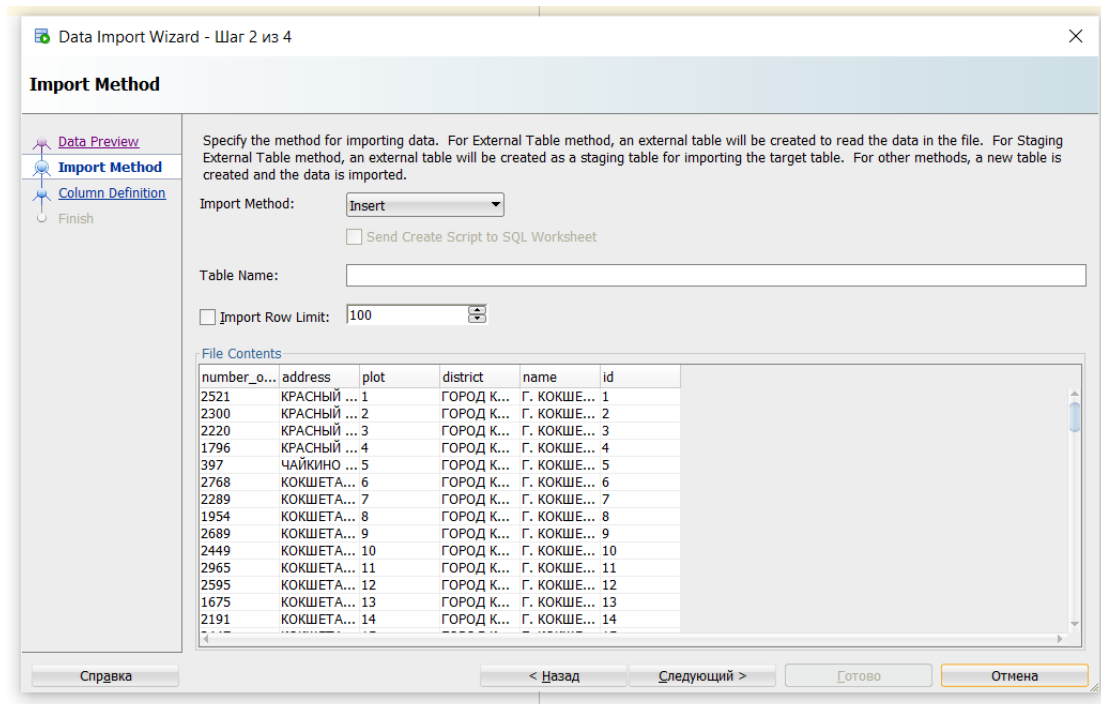 Data Import Wizard - Шаг 2 из 4
Import Method
Data Preview
Import Method
Column Definition
Finish
Specify the method for importing data. For External Table method, an external table will be created to read the data in the file. For Staging
External Table method, an external table will be created as a staging table for importing the target table. For other methods, a new table is
created and the data is imported.
Import Method: Insert
Send Create Script to SQL Worksheet
Table Name:
Import Row Limit: 100
File Contents
number_o... address plot district name id
2521 КРАСНЫЙ ... 1 ГОРОД К... Г. КОКШЕ... 1
2300 КРАСНЫЙ ... 2 ГОРОД К... Г. КОКШЕ... 2
2220 КРАСНЫЙ ... 3 ГОРОД К... Г. КОКШЕ... 3
1796 КРАСНЫЙ ... 4 ГОРОД К... Г. КОКШЕ... 4
397 ЧАЙКИНО ... 5 ГОРОД К... Г. КОКШЕ... 5
2768 КОКШЕТА... 6 ГОРОД К... Г. КОКШЕ... 6
2289 КОКШЕТА... 7 ГОРОД К... Г. КОКШЕ... 7
1954 КОКШЕТА... 8 ГОРОД К... Г. КОКШЕ... 8
2689 КОКШЕТА... 9 ГОРОД К... Г. КОКШЕ... 9
2449 КОКШЕТА... 10 ГОРОД К... Г. КОКШЕ... 10
2965 КОКШЕТА... 11 ГОРОД К... Г. КОКШЕ... 11
2595 КОКШЕТА... 12 ГОРОД К... Г. КОКШЕ... 12
1675 КОКШЕТА... 13 ГОРОД К... Г. КОКШЕ... 13
2191 КОКШЕТА... 14 ГОРОД К... Г. КОКШЕ... 14
Справка < Назад Следующий > Готово Отмена